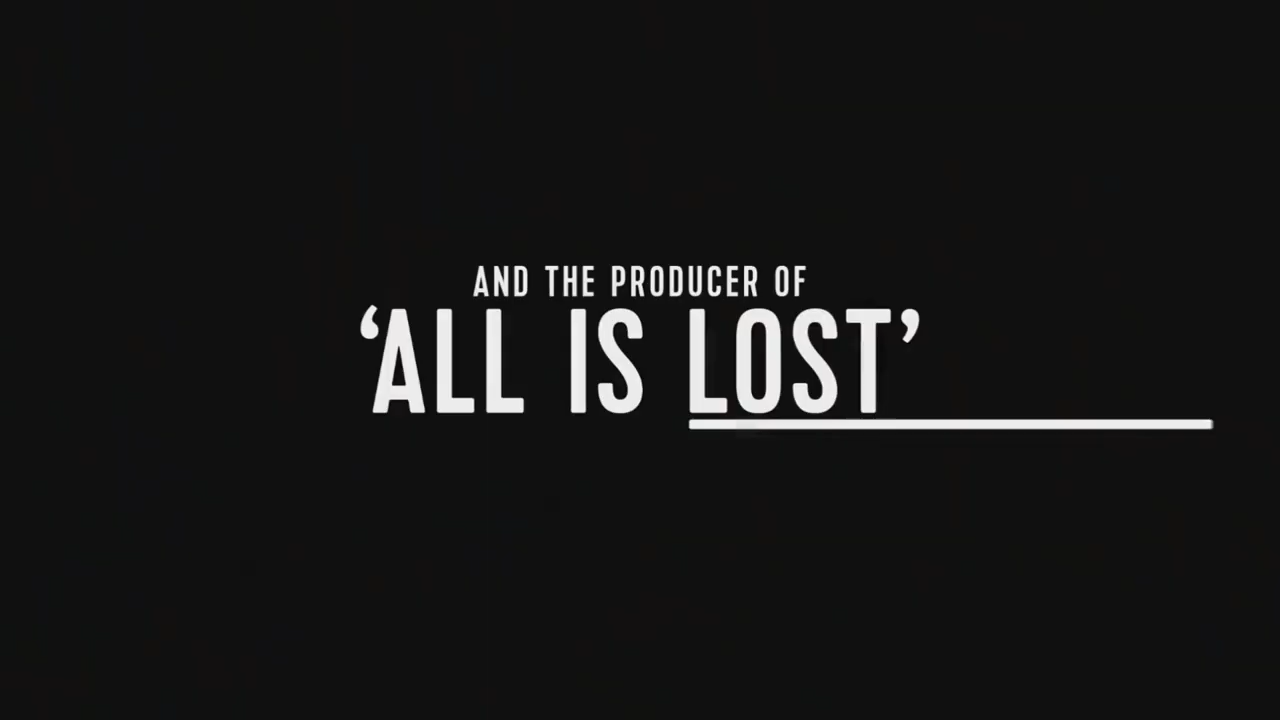 AND THE PRODUCER OF
‘ALL IS LOST’